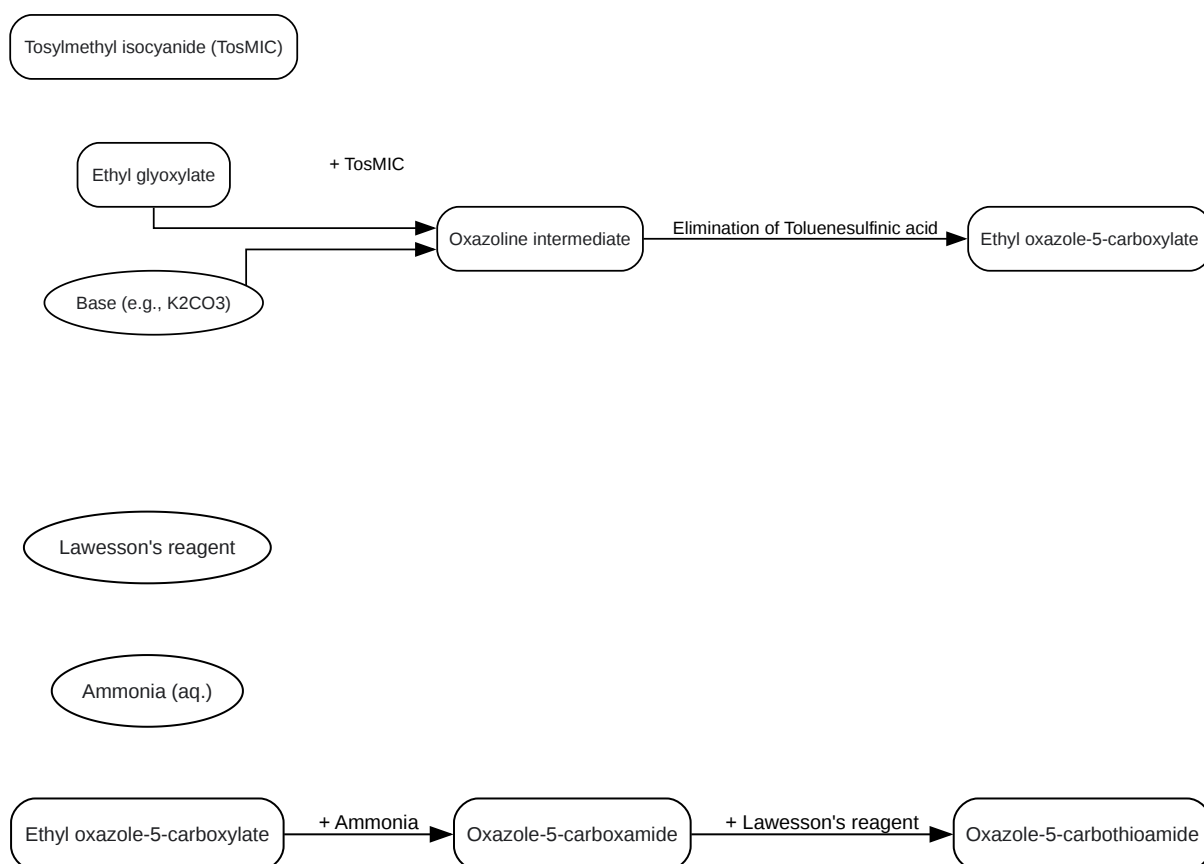 Tosylmethyl isocyanide (TosMIC)
Ethyl glyoxylate
+ TosMIC
Oxazoline intermediate
Elimination of Toluenesulfinic acid
Ethyl oxazole-5-carboxylate
Base (e.g., K2CO3)
Lawesson's reagent
Ammonia (aq.)
Ethyl oxazole-5-carboxylate
+ Ammonia
Oxazole-5-carboxamide
+ Lawesson's reagent
Oxazole-5-carbothioamide